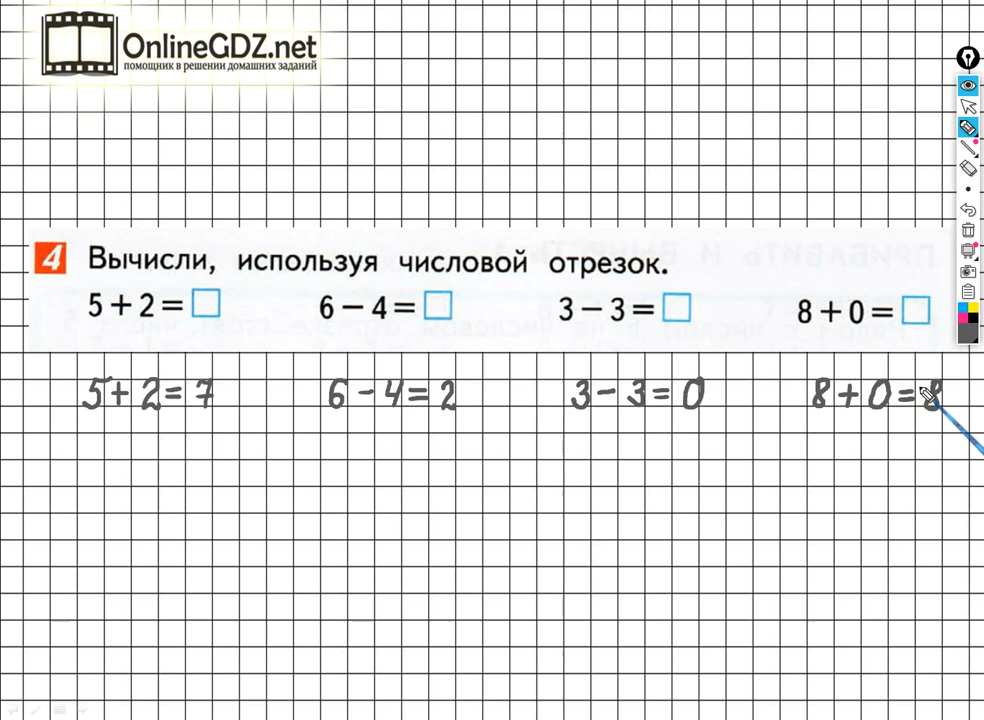 OnlineGDZ.net
помощник в решении домашних заданий
4 Вычисли, используя числовой отрезок.
5 + 2 = 6 − 4 = 3 − 3 = 8 + 0 =
5 + 2 = 7 6 − 4 = 2 3 − 3 = 0 8 + 0 = 8